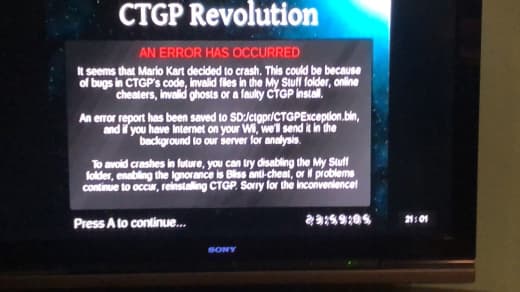 CTGP Revolution
AN ERROR HAS OCCURRED
It seems that Mario Kart decided to crash. This could be because
of bugs in CTGP's code, invalid files in the My Stuff folder, online
cheaters, invalid ghosts or a faulty CTGP install.
An error report has been saved to SD:/ctgpr/CTGPException.bin,
and if you have Internet on your Wii, we'll send it in the
background to our server for analysis.
To avoid crashes in future, you can try disabling the My Stuff
folder, enabling the Ignorance is Bliss anti-cheat, or if problems
continue to occur, reinstalling CTGP. Sorry for the inconvenience!
Press A to continue...
21:01
SONY